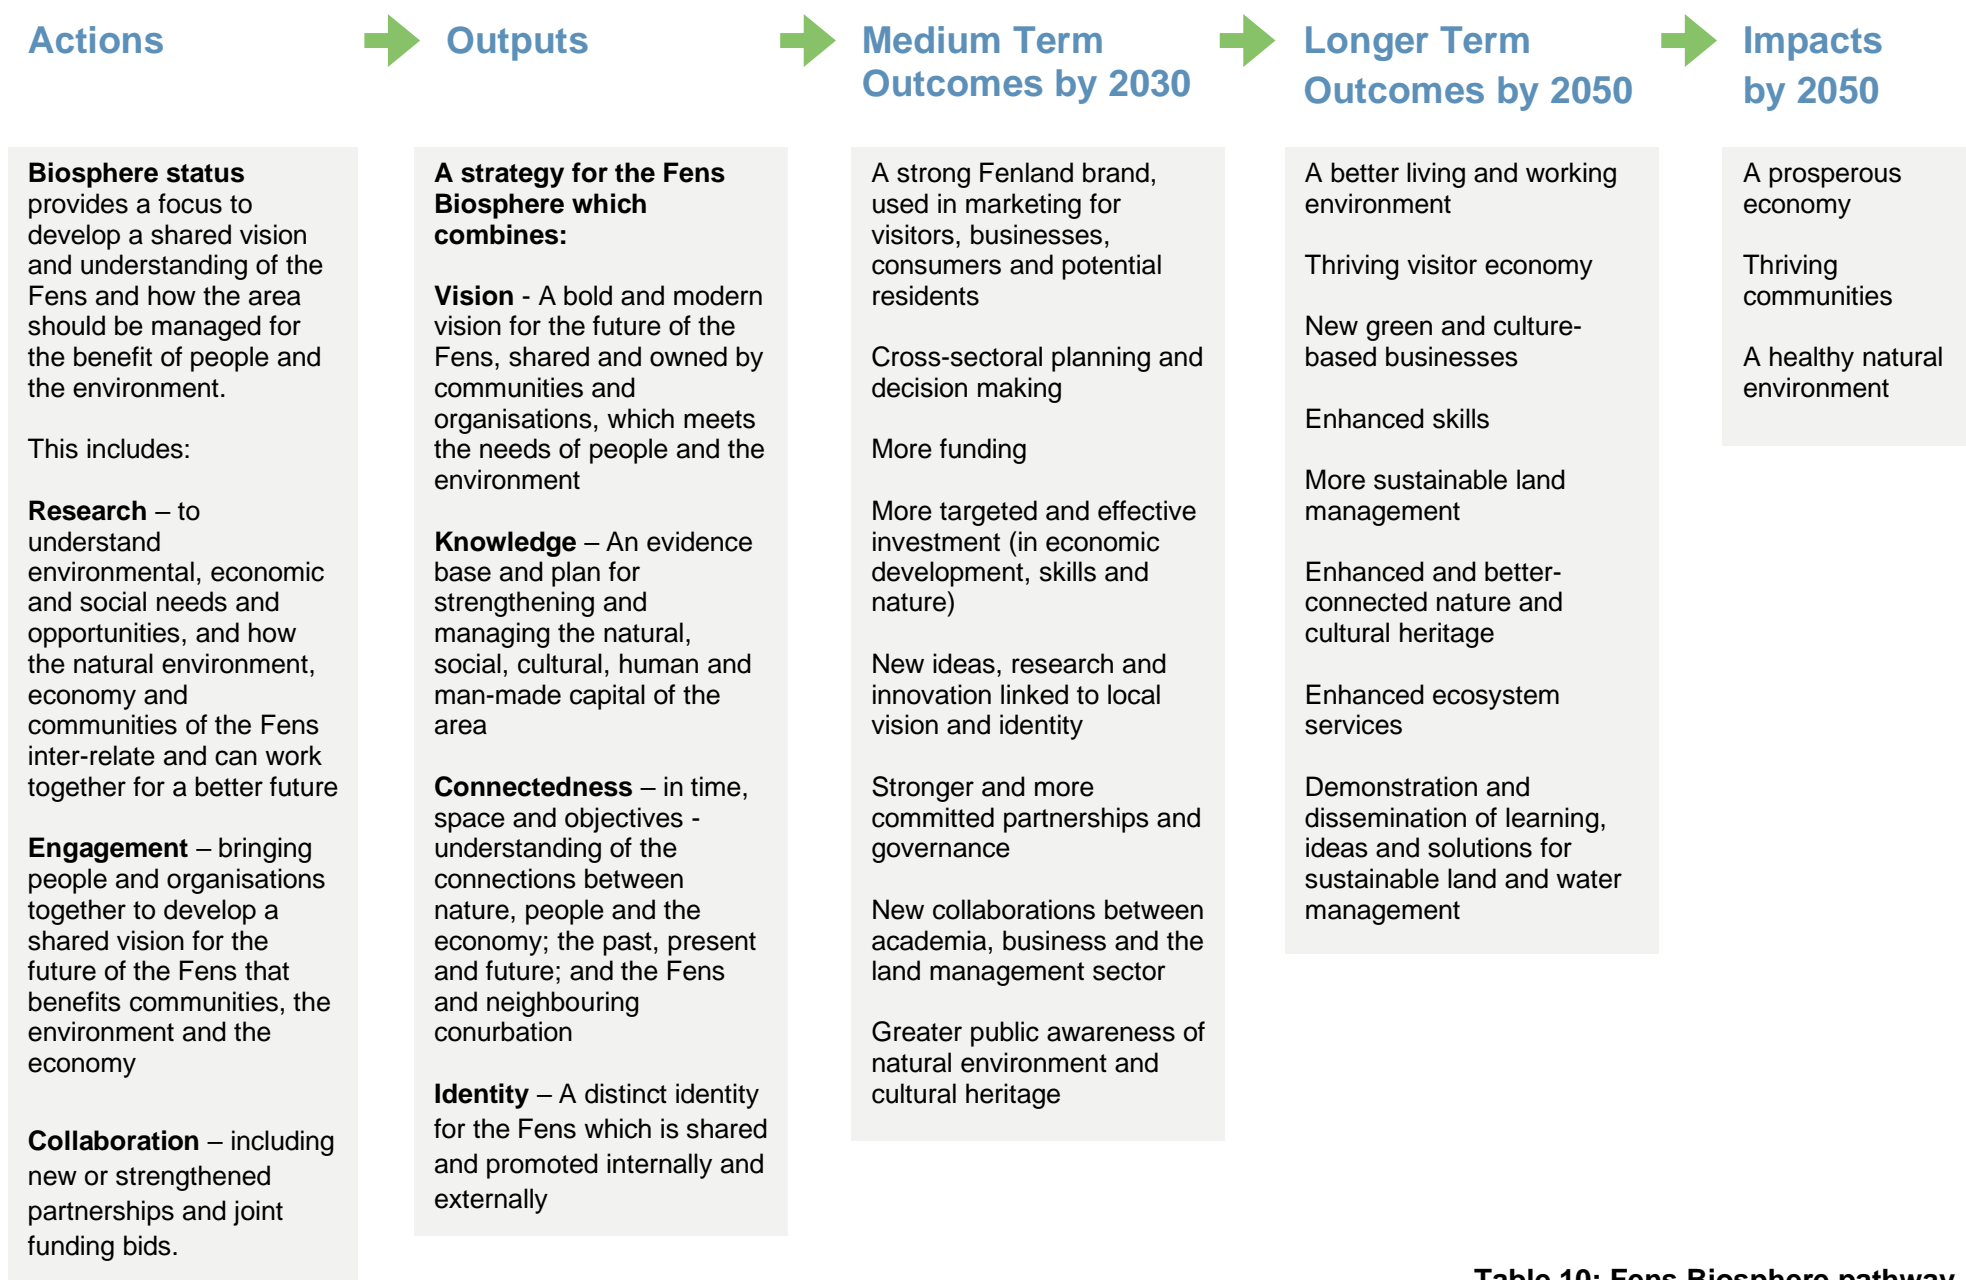 Actions
Outputs
Medium Term
Outcomes by 2030
Longer Term
Outcomes by 2050
Impacts
by 2050
Biosphere status
provides a focus to
develop a shared vision
and understanding of the
Fens and how the area
should be managed for
the benefit of people and
the environment.
This includes:
Research – to
understand
environmental, economic
and social needs and
opportunities, and how
the natural environment,
economy and
communities of the Fens
inter-relate and can work
together for a better future
Engagement – bringing
people and organisations
together to develop a
shared vision for the
future of the Fens that
benefits communities, the
environment and the
economy
Collaboration – including
new or strengthened
partnerships and joint
funding bids.
A strategy for the Fens
Biosphere which
combines:
Vision - A bold and modern
vision for the future of the
Fens, shared and owned by
communities and
organisations, which meets
the needs of people and the
environment
Knowledge – An evidence
base and plan for
strengthening and
managing the natural,
social, cultural, human and
man-made capital of the
area
Connectedness – in time,
space and objectives -
understanding of the
connections between
nature, people and the
economy; the past, present
and future; and the Fens
and neighbouring
conurbation
Identity – A distinct identity
for the Fens which is shared
and promoted internally and
externally
A strong Fenland brand,
used in marketing for
visitors, businesses,
consumers and potential
residents
Cross-sectoral planning and
decision making
More funding
More targeted and effective
investment (in economic
development, skills and
nature)
New ideas, research and
innovation linked to local
vision and identity
Stronger and more
committed partnerships and
governance
New collaborations between
academia, business and the
land management sector
Greater public awareness of
natural environment and
cultural heritage
A better living and working
environment
Thriving visitor economy
New green and culture-
based businesses
Enhanced skills
More sustainable land
management
Enhanced and better-
connected nature and
cultural heritage
Enhanced ecosystem
services
Demonstration and
dissemination of learning,
ideas and solutions for
sustainable land and water
management
A prosperous
economy
Thriving
communities
A healthy natural
environment
Table 10: Fens Biosphere pathway